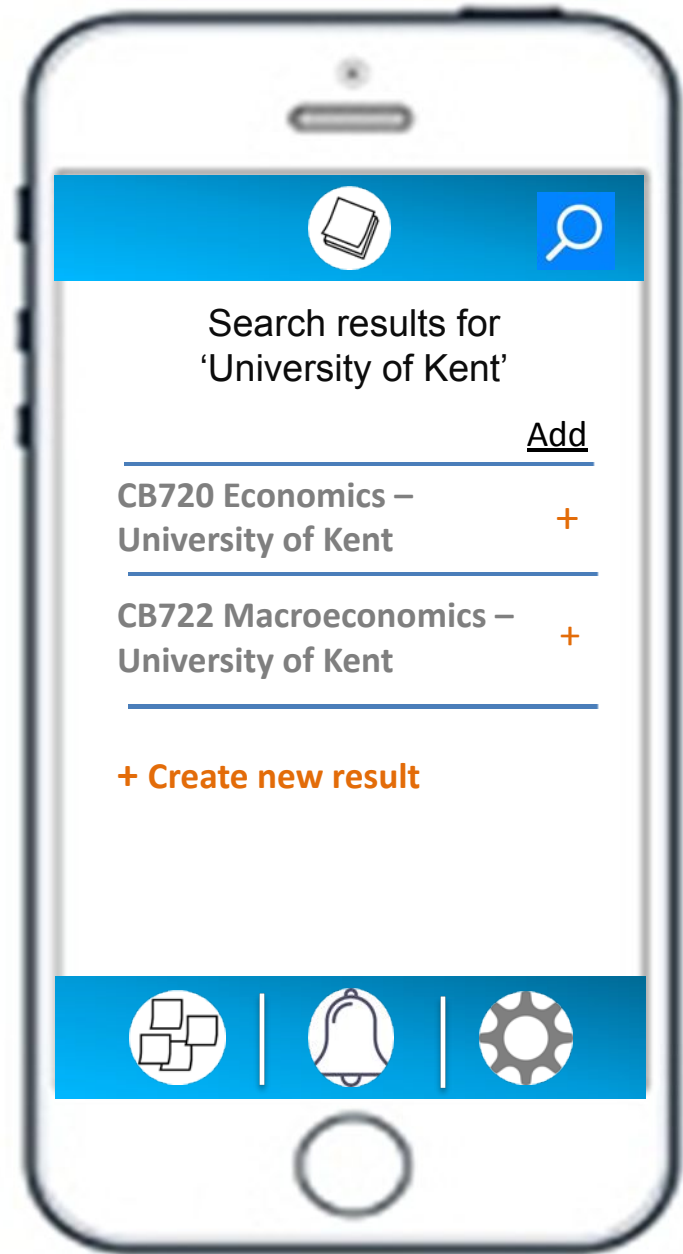 Search results for
‘University of Kent’
Add
CB720 Economics –
University of Kent
+
CB722 Macroeconomics –
University of Kent
+
+ Create new result